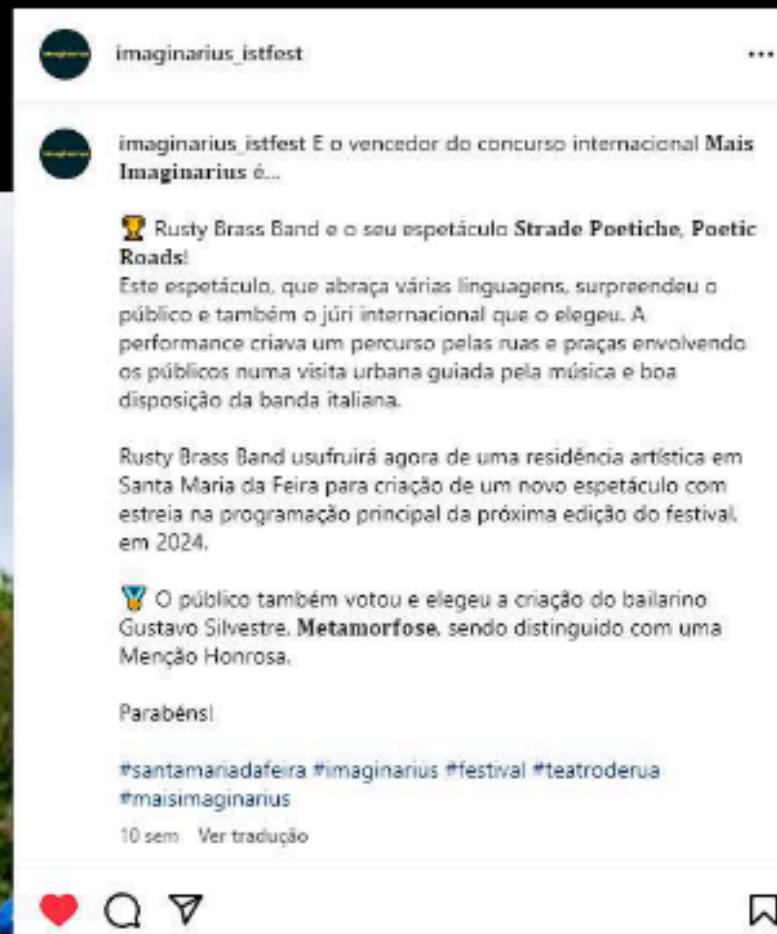 imaginarius_istfest
imaginarius_istfest E o vencedor do concurso internacional Mais
Imaginarius é...
🏆 Rusty Brass Band e o seu espetáculo Strade Poetiche, Poetic
Roads!
Este espetáculo, que abraça várias linguagens, surpreendeu o
público e também o júri internacional que o elegeu. A
performance criava um percurso pelas ruas e praças envolvendo
os públicos numa visita urbana guiada pela música e boa
disposição da banda italiana.
Rusty Brass Band usufruirá agora de uma residência artística em
Santa Maria da Feira para criação de um novo espetáculo com
estreia na programação principal da próxima edição do festival,
em 2024.
🏅 O público também votou e elegeu a criação do bailarino
Gustavo Silvestre, Metamorfose, sendo distinguido com uma
Menção Honrosa.
Parabéns!
#santamariadafeira #imaginarius #festival #teatroderua
#maisimaginarius
10 sem Ver tradução